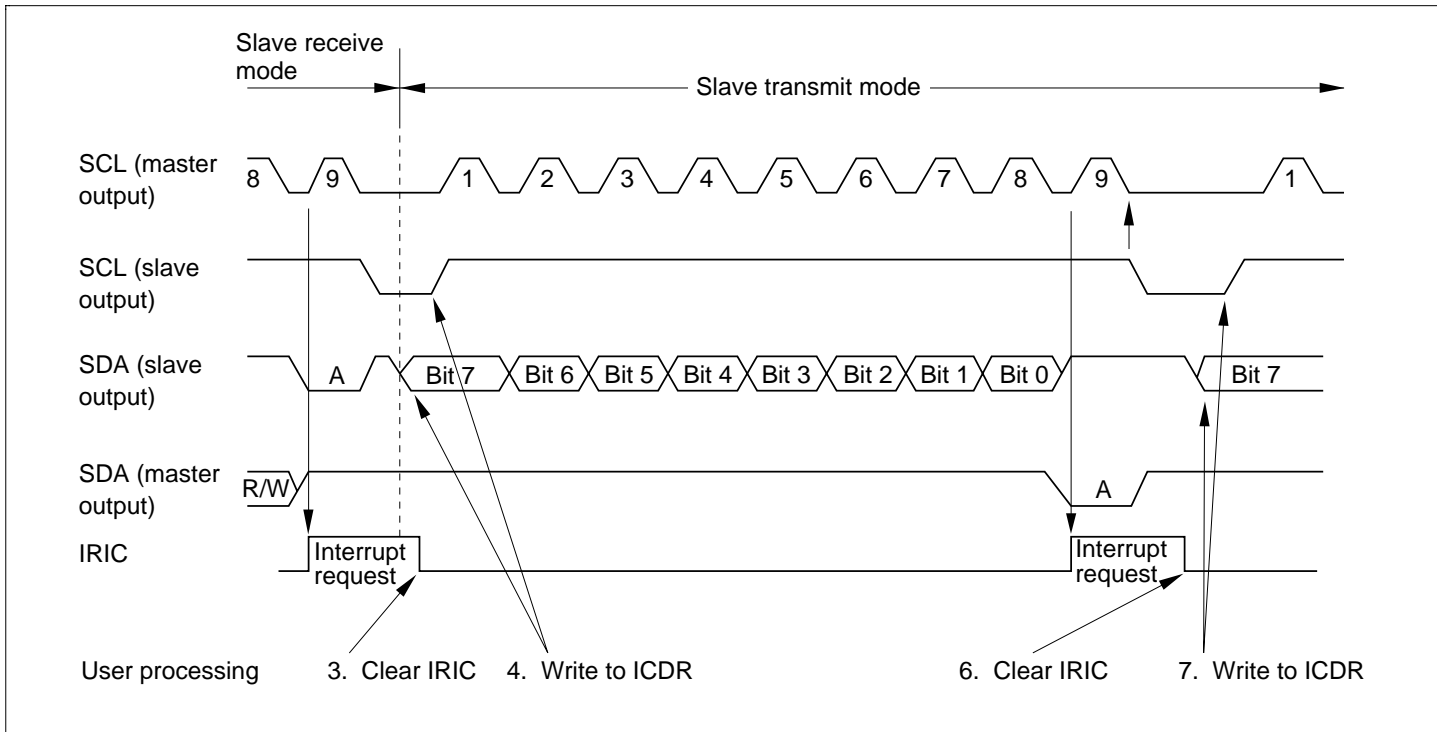 Slave receive
mode
Slave transmit mode
SCL (master
output)
8 9 1 2 3 4 5 6 7 8 9 1
SCL (slave
output)
SDA (slave
output)
A Bit 7 Bit 6 Bit 5 Bit 4 Bit 3 Bit 2 Bit 1 Bit 0 Bit 7
SDA (master
output)
R/W A
IRIC
Interrupt
request
Interrupt
request
User processing 3. Clear IRIC 4. Write to ICDR 6. Clear IRIC 7. Write to ICDR